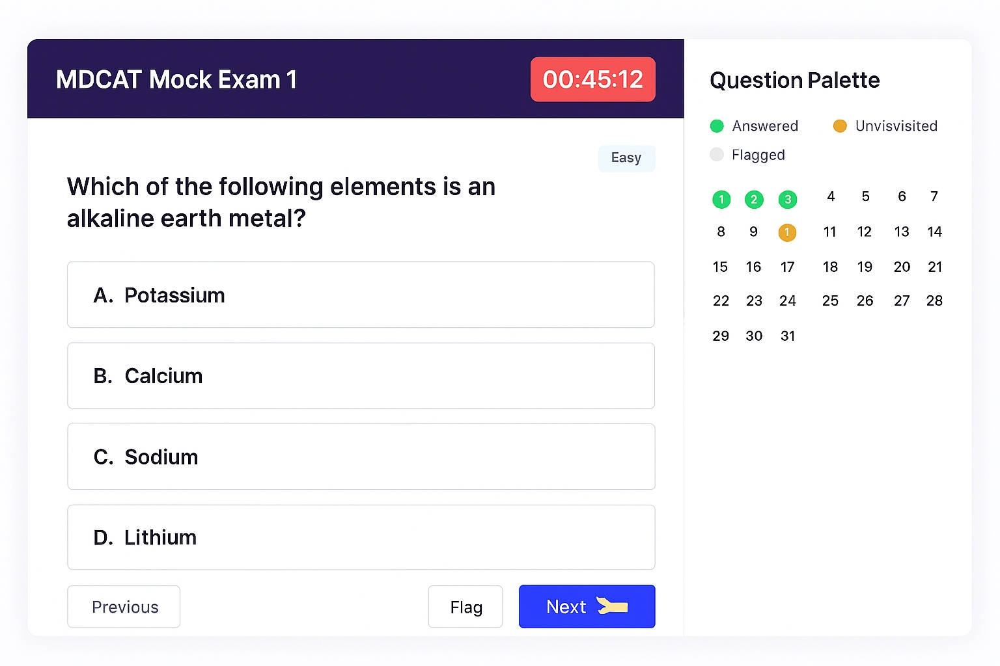 MDCAT Mock Exam 1
00:45:12
Easy
Which of the following elements is an
alkaline earth metal?
A. Potassium
B. Calcium
C. Sodium
D. Lithium
Previous
Flag
Next
Question Palette
Answered
Unvisvisited
Flagged
1 2 3 4 5 6 7
8 9 1 11 12 13 14
15 16 17 18 19 20 21
22 23 24 25 26 27 28
29 30 31